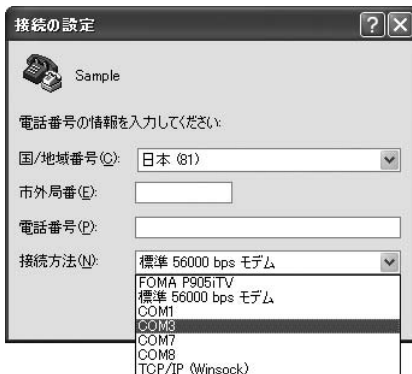 接続の設定
Sample
電話番号の情報を入力してください:
国/地域番号(C): 日本 (81)
市外局番(E):
電話番号(P):
接続方法(N): 標準 56000 bps モデム
FOMA P905iTV
標準 56000 bps モデム
COM1
COM3
COM7
COM8
TCP/IP (Winsock)